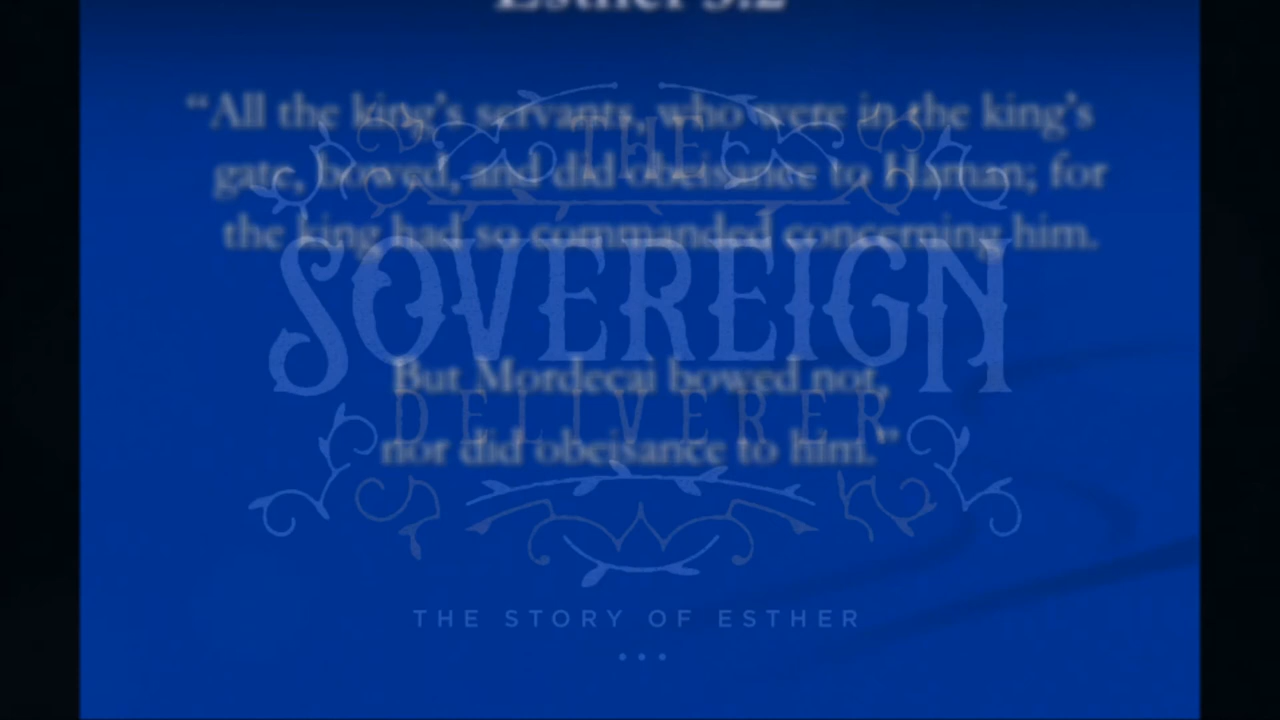 Esther 3:2
“All the king’s servants, who were in the king’s
gate, bowed, and did obeisance to Haman; for
the king had so commanded concerning him.
But Mordecai bowed not,
nor did obeisance to him.”
THE
SOVEREIGN
DELIVERER
THE STORY OF ESTHER